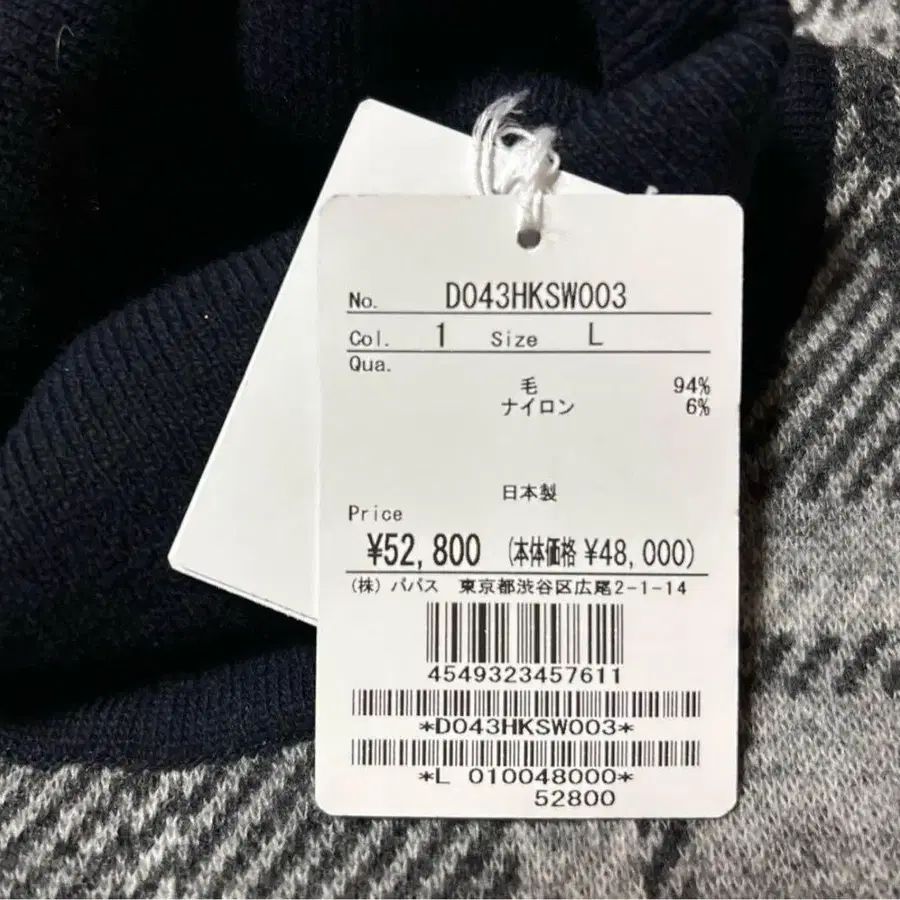 No. D043HKSW003
Col. 1 Size L
Qua.
毛 94%
ナイロン 6%
日本製
Price
¥52,800 (本体価格 ¥48,000)
(株) パパス 東京都渋谷区広尾2-1-14
4549323457611
*D043HKSW003*
*L 010048000*
52800